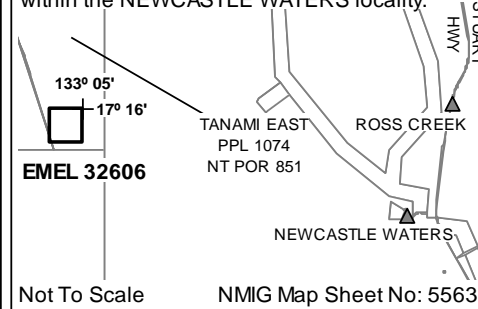 within the NEWCASTLE WATERS locality.
STUART
HWY
133º 05'
17º 16'
TANAMI EAST
PPL 1074
NT POR 851
ROSS CREEK
EMEL 32606
NEWCASTLE WATERS
Not To Scale
NMIG Map Sheet No: 5563